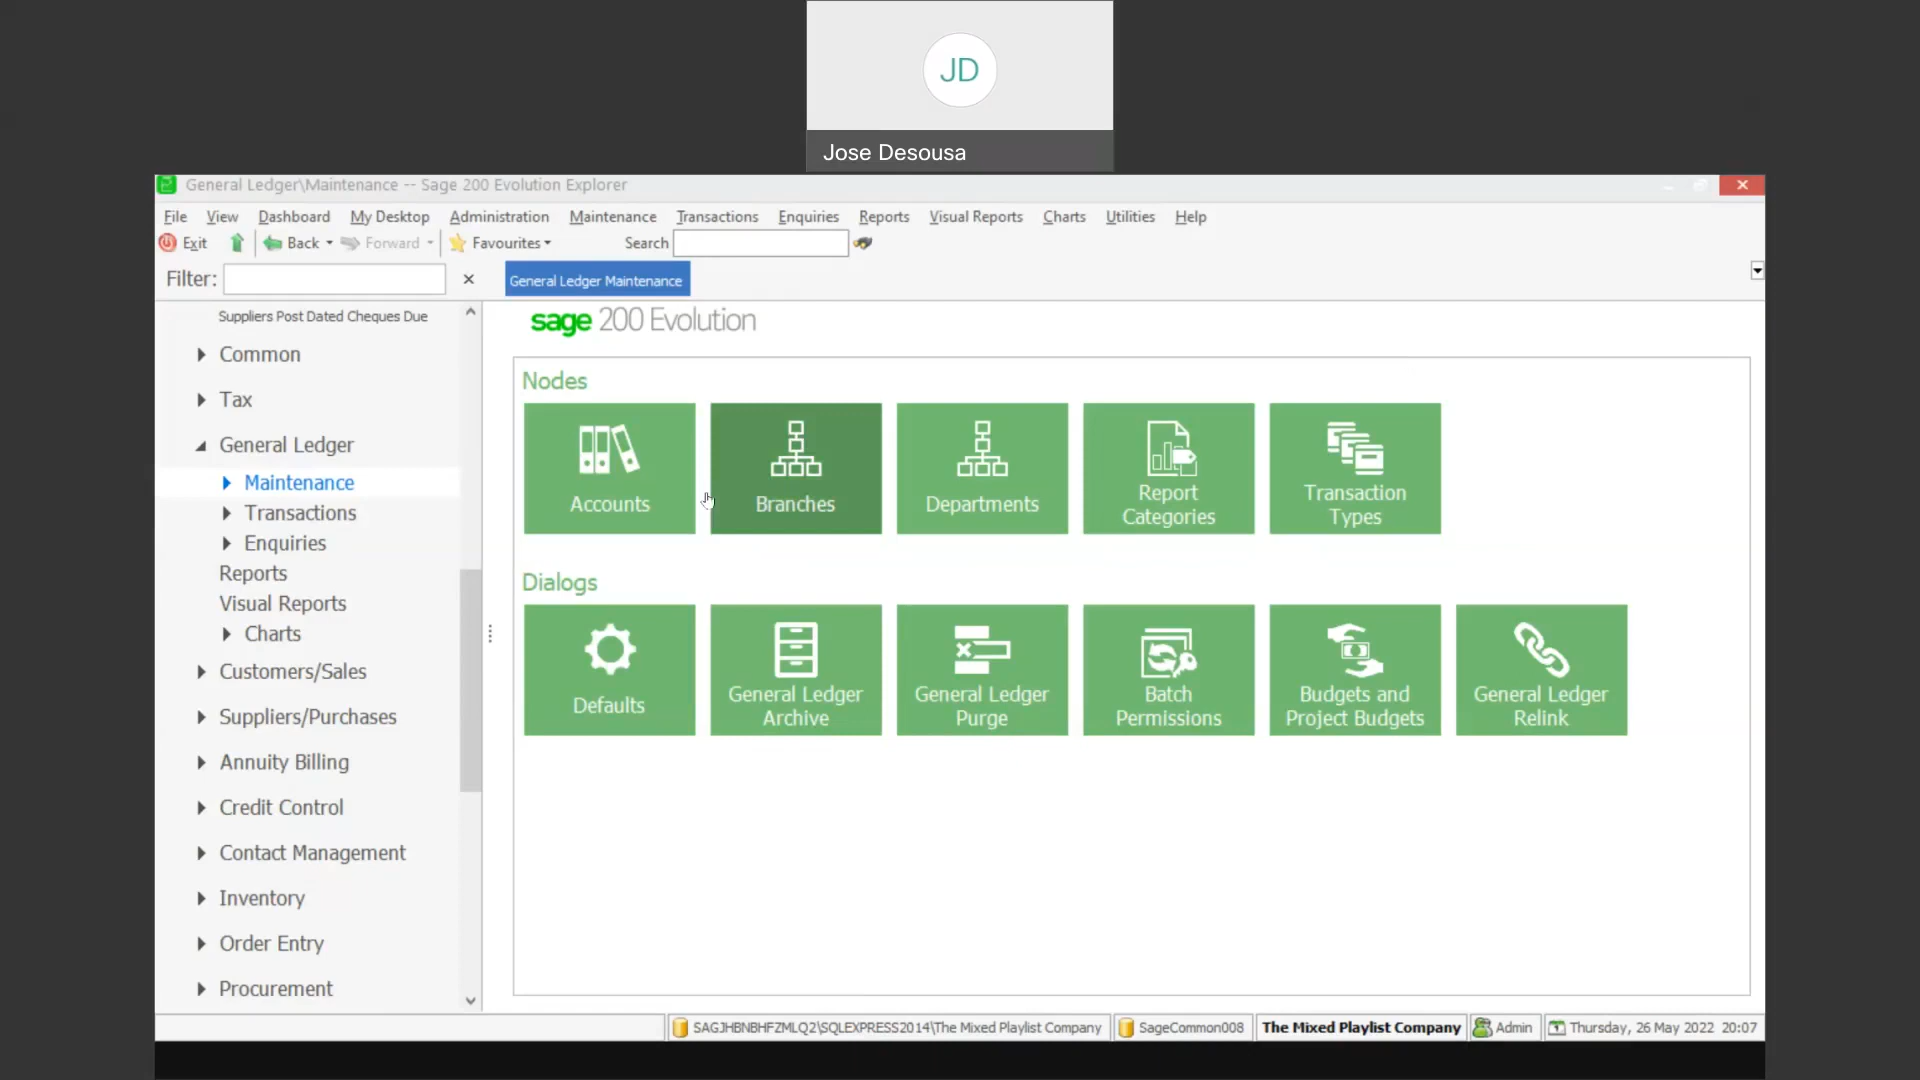 JD
Jose Desousa
General Ledger\Maintenance -- Sage 200 Evolution Explorer
File View Dashboard My Desktop Administration Maintenance Transactions Enquiries Reports Visual Reports Charts Utilities Help
Exit Back Forward Favourites Search
Filter:
General Ledger Maintenance
Suppliers Post Dated Cheques Due
Common
Tax
General Ledger
Maintenance
Transactions
Enquiries
Reports
Visual Reports
Charts
Customers/Sales
Suppliers/Purchases
Annuity Billing
Credit Control
Contact Management
Inventory
Order Entry
Procurement
sage 200 Evolution
Nodes
Accounts
Branches
Departments
Report
Categories
Transaction
Types
Dialogs
Defaults
General Ledger
Archive
General Ledger
Purge
Batch
Permissions
Budgets and
Project Budgets
General Ledger
Relink
SAGJHBNBHFZMLQ2\SQLEXPRESS2014\The Mixed Playlist Company SageCommon008 The Mixed Playlist Company Admin Thursday, 26 May 2022 20:07